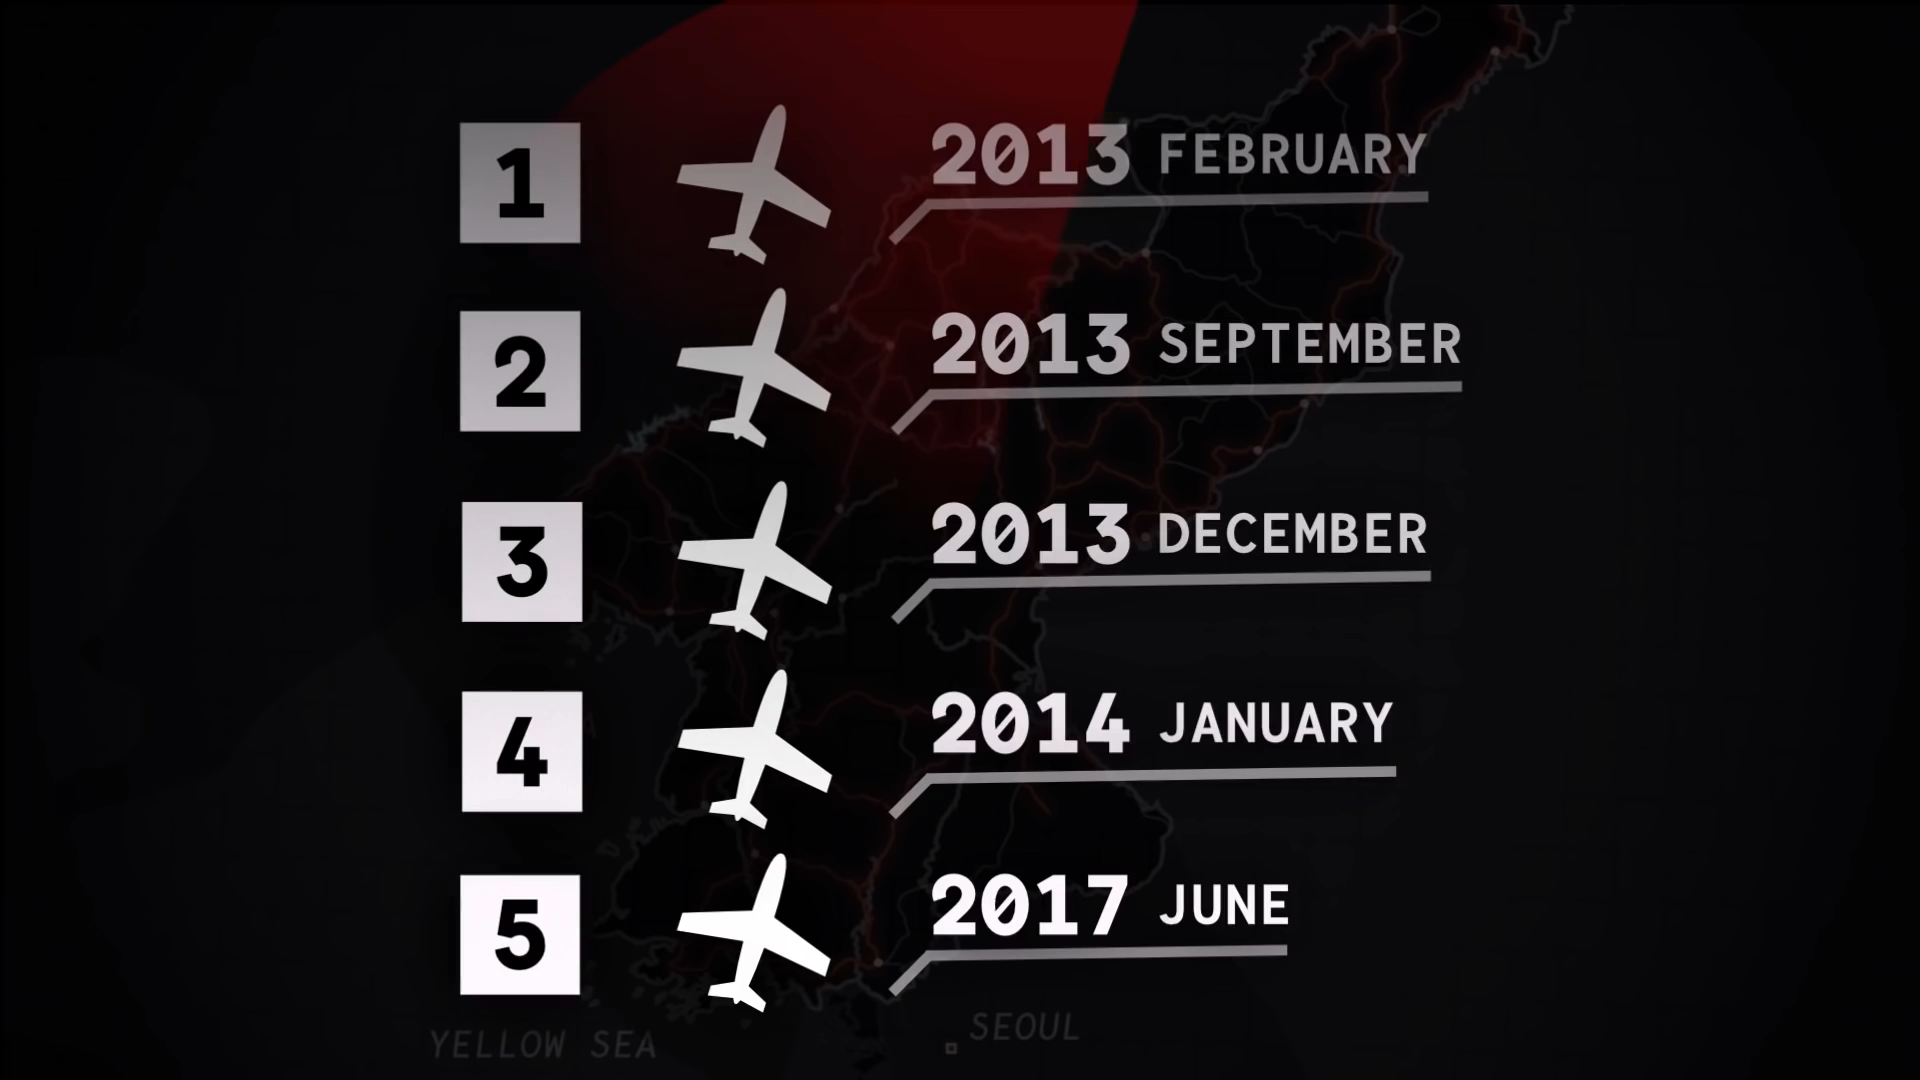 1 2013 FEBRUARY
2 2013 SEPTEMBER
3 2013 DECEMBER
4 2014 JANUARY
5 2017 JUNE
SEOUL
YELLOW SEA